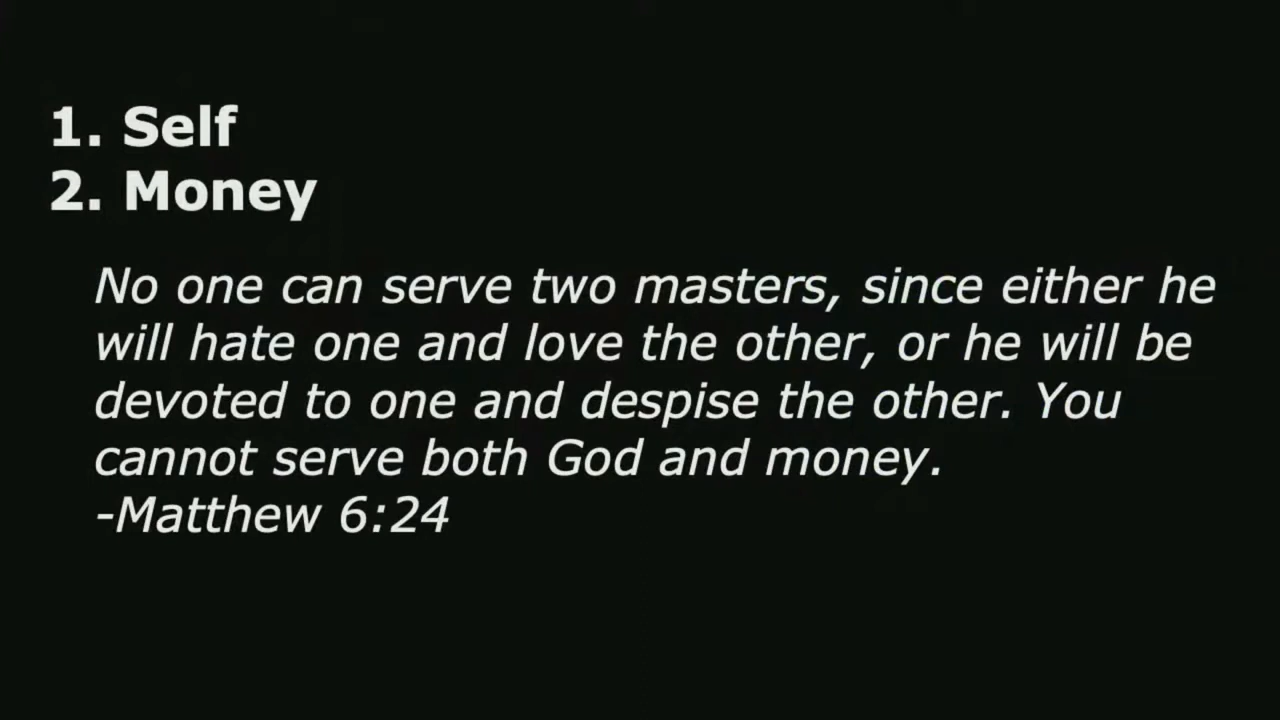 1. Self
2. Money
No one can serve two masters, since either he
will hate one and love the other, or he will be
devoted to one and despise the other. You
cannot serve both God and money.
-Matthew 6:24